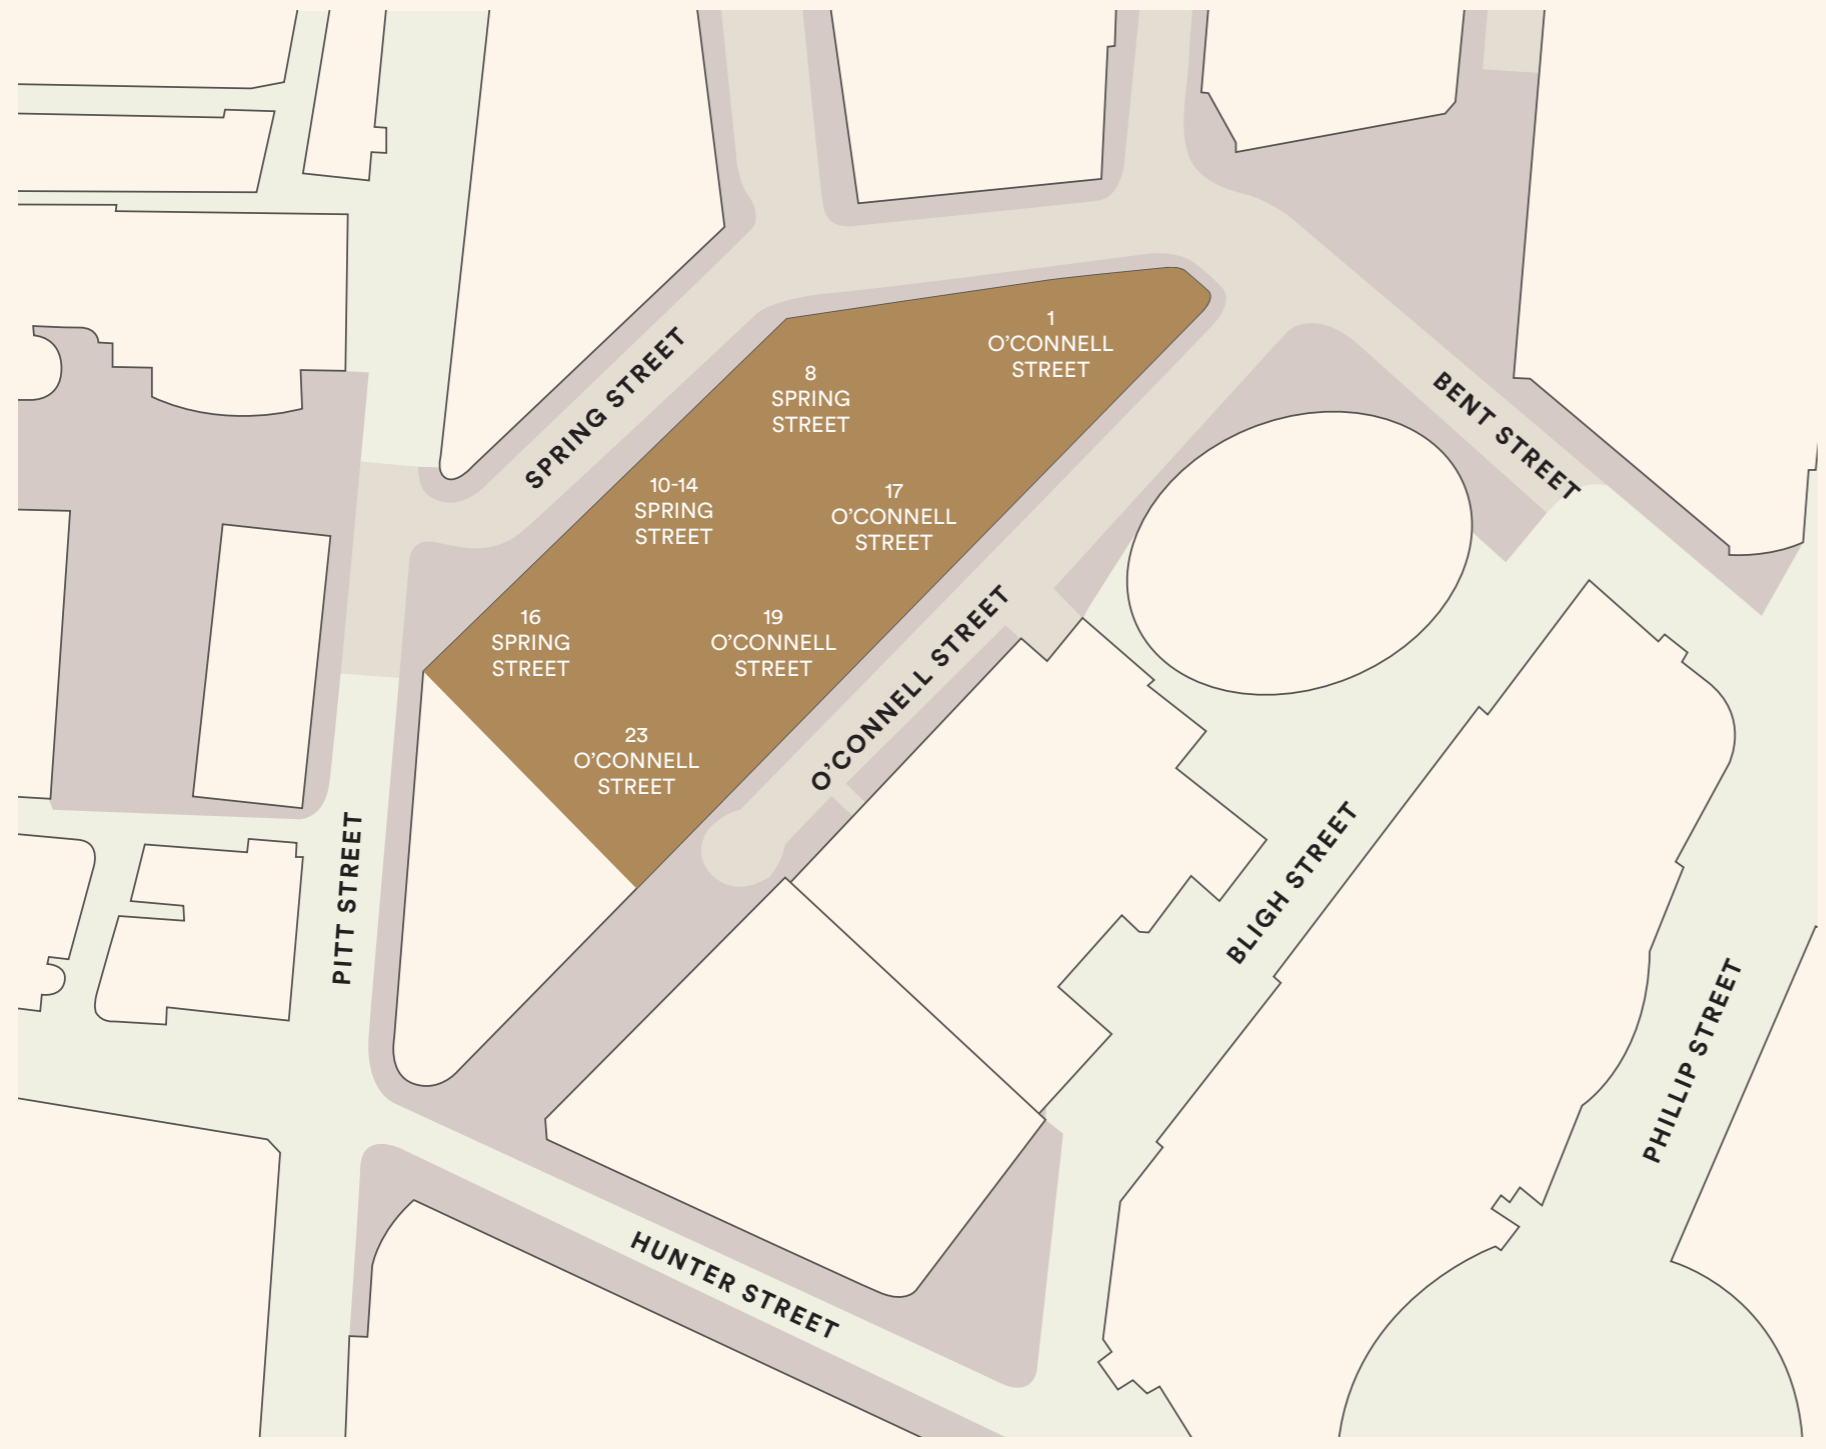 1
O’CONNELL
STREET
8
SPRING
STREET
SPRING STREET
BENT STREET
10-14
SPRING
STREET
17
O’CONNELL
STREET
16
SPRING
STREET
19
O’CONNELL
STREET
O’CONNELL STREET
23
O’CONNELL
STREET
PITT STREET
BLIGH STREET
PHILLIP STREET
HUNTER STREET